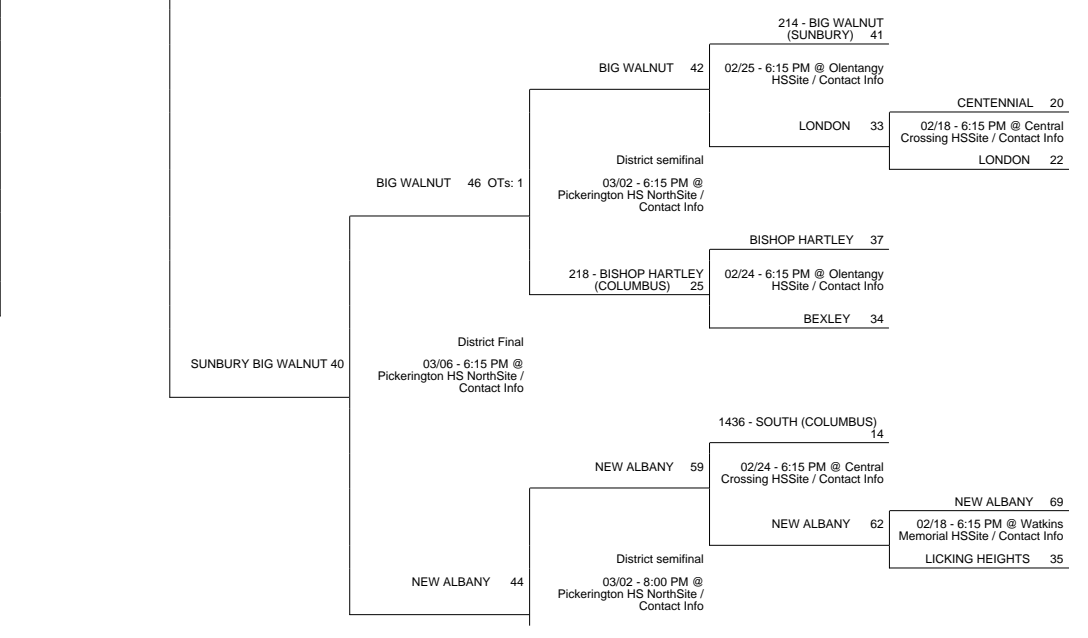 214 - BIG WALNUT
(SUNBURY) 41
BIG WALNUT 42
02/25 - 6:15 PM @ Olentangy
HSSite / Contact Info
CENTENNIAL 20
LONDON 33
02/18 - 6:15 PM @ Central
Crossing HSSite / Contact Info
LONDON 22
District semifinal
BIG WALNUT 46 OTs: 1
03/02 - 6:15 PM @
Pickerington HS NorthSite /
Contact Info
BISHOP HARTLEY 37
218 - BISHOP HARTLEY
(COLUMBUS) 25
02/24 - 6:15 PM @ Olentangy
HSSite / Contact Info
BEXLEY 34
District Final
SUNBURY BIG WALNUT 40
03/06 - 6:15 PM @
Pickerington HS NorthSite /
Contact Info
1436 - SOUTH (COLUMBUS)
14
NEW ALBANY 59
02/24 - 6:15 PM @ Central
Crossing HSSite / Contact Info
NEW ALBANY 69
NEW ALBANY 62
02/18 - 6:15 PM @ Watkins
Memorial HSSite / Contact Info
LICKING HEIGHTS 35
District semifinal
NEW ALBANY 44
03/02 - 8:00 PM @
Pickerington HS NorthSite /
Contact Info